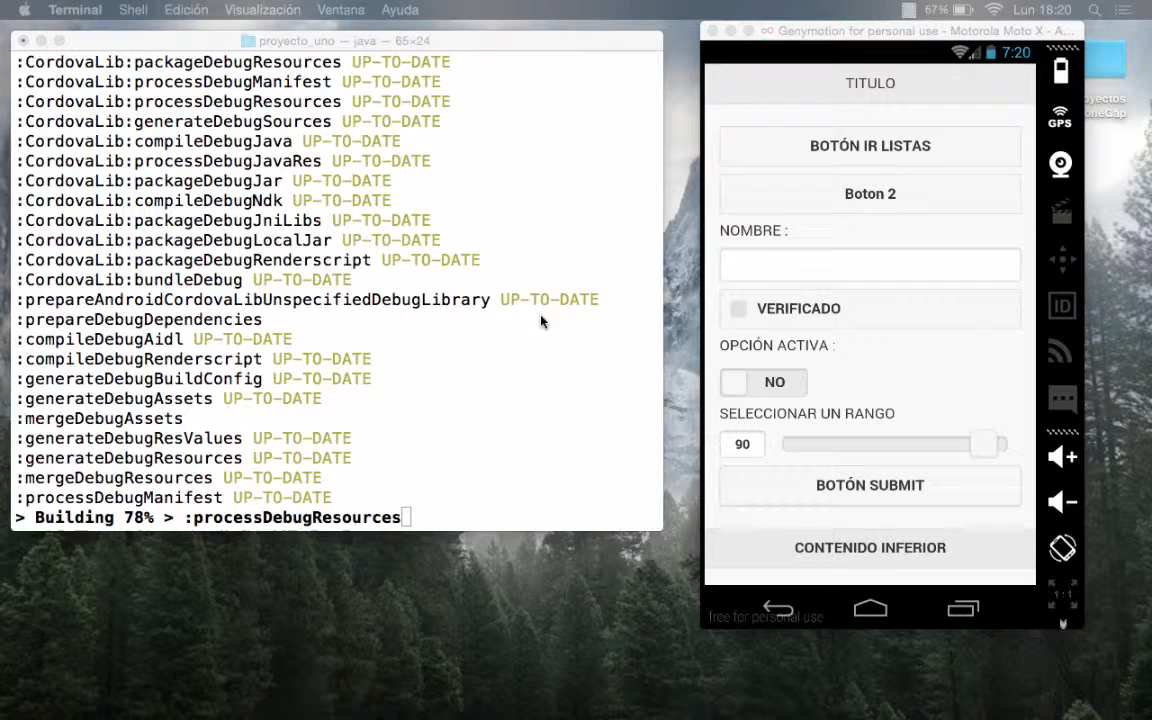 Terminal Shell Edición Visualización Ventana Ayuda
67% Lun 18:20
proyecto_uno — java — 65×24
:CordovaLib:packageDebugResources UP-TO-DATE
:CordovaLib:processDebugManifest UP-TO-DATE
:CordovaLib:processDebugResources UP-TO-DATE
:CordovaLib:generateDebugSources UP-TO-DATE
:CordovaLib:compileDebugJava UP-TO-DATE
:CordovaLib:processDebugJavaRes UP-TO-DATE
:CordovaLib:packageDebugJar UP-TO-DATE
:CordovaLib:compileDebugNdk UP-TO-DATE
:CordovaLib:packageDebugJniLibs UP-TO-DATE
:CordovaLib:packageDebugLocalJar UP-TO-DATE
:CordovaLib:packageDebugRenderscript UP-TO-DATE
:CordovaLib:bundleDebug UP-TO-DATE
:prepareAndroidCordovaLibUnspecifiedDebugLibrary UP-TO-DATE
:prepareDebugDependencies
:compileDebugAidl UP-TO-DATE
:compileDebugRenderscript UP-TO-DATE
:generateDebugBuildConfig UP-TO-DATE
:generateDebugAssets UP-TO-DATE
:mergeDebugAssets
:generateDebugResValues UP-TO-DATE
:generateDebugResources UP-TO-DATE
:mergeDebugResources UP-TO-DATE
:processDebugManifest UP-TO-DATE
> Building 78% > :processDebugResources
Genymotion for personal use - Motorola Moto X - A...
7:20
TITULO
BOTÓN IR LISTAS
Boton 2
NOMBRE :
VERIFICADO
OPCIÓN ACTIVA :
NO
SELECCIONAR UN RANGO
90
BOTÓN SUBMIT
CONTENIDO INFERIOR
free for personal use
GPS
ID
1:1
oyectos
oneGap